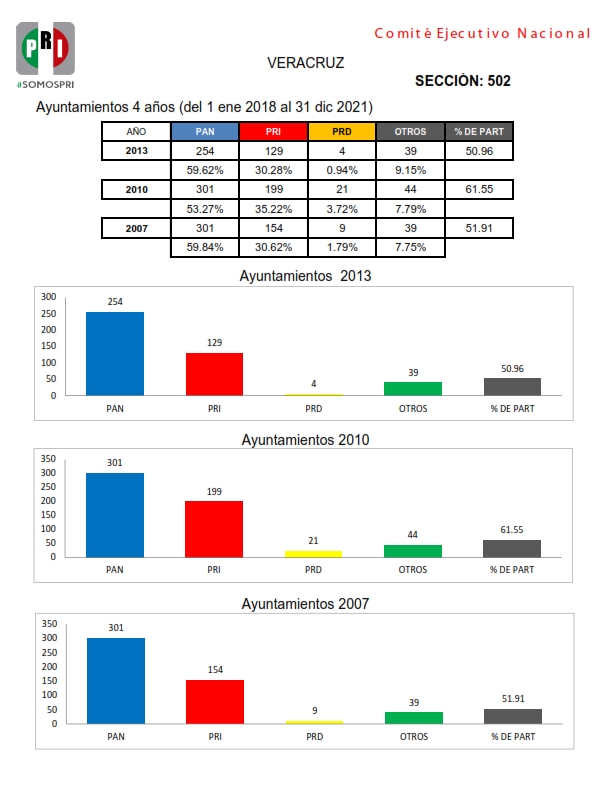 Comité Ejecutivo Nacional
PRI
#SOMOSPRI
VERACRUZ
SECCIÓN: 502
Ayuntamientos 4 años (del 1 ene 2018 al 31 dic 2021)
AÑO PAN PRI PRD OTROS % DE PART
2013 254 129 4 39 50.96
59.62% 30.28% 0.94% 9.15%
2010 301 199 21 44 61.55
53.27% 35.22% 3.72% 7.79%
2007 301 154 9 39 51.91
59.84% 30.62% 1.79% 7.75%
Ayuntamientos 2013
300
250
200
150
100
50
0
254
129
4
39
50.96
PAN PRI PRD OTROS % DE PART
Ayuntamientos 2010
350
300
250
200
150
100
50
0
301
199
21
44
61.55
PAN PRI PRD OTROS % DE PART
Ayuntamientos 2007
350
300
250
200
150
100
50
0
301
154
9
39
51.91
PAN PRI PRD OTROS % DE PART